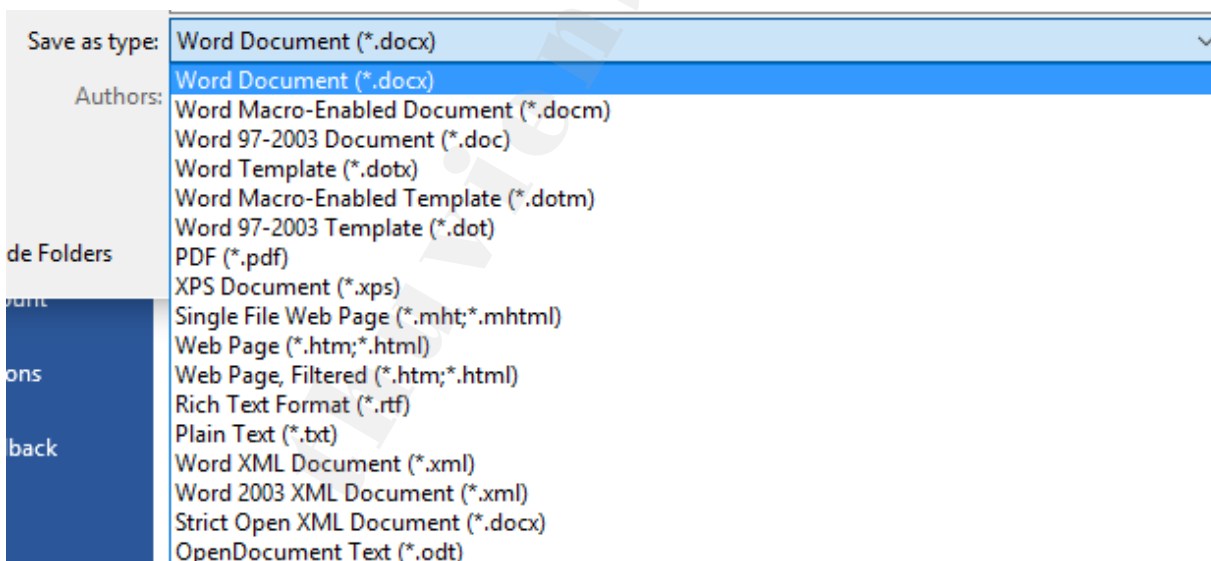 Save as type: Word Document (*.docx)
Authors:
Word Document (*.docx)
Word Macro-Enabled Document (*.docm)
Word 97-2003 Document (*.doc)
Word Template (*.dotx)
Word Macro-Enabled Template (*.dotm)
Word 97-2003 Template (*.dot)
de Folders
PDF (*.pdf)
XPS Document (*.xps)
Single File Web Page (*.mht;*.mhtml)
Web Page (*.htm;*.html)
ons
Web Page, Filtered (*.htm;*.html)
Rich Text Format (*.rtf)
Plain Text (*.txt)
back
Word XML Document (*.xml)
Word 2003 XML Document (*.xml)
Strict Open XML Document (*.docx)
OpenDocument Text (*.odt)